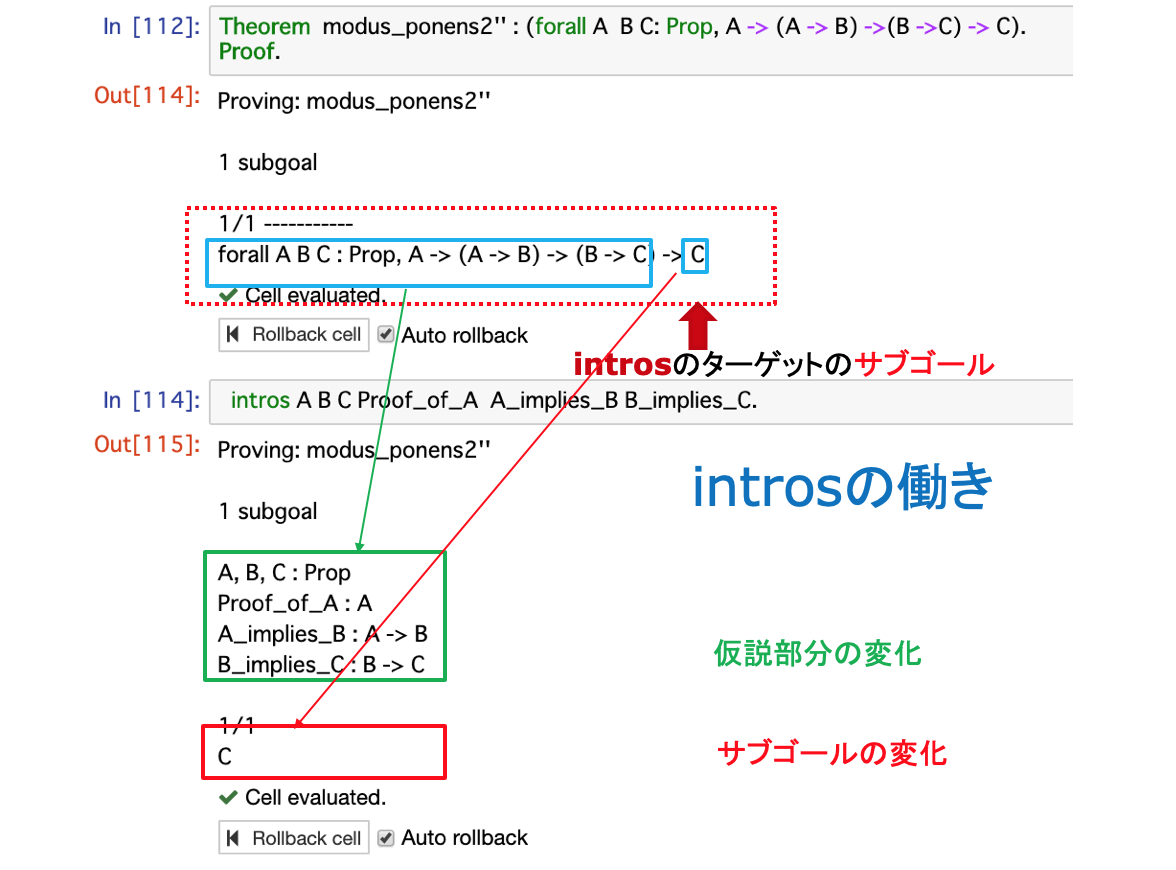 In [112]: Theorem modus_ponens2'' : (forall A B C: Prop, A -> (A -> B) ->(B ->C) -> C).
Proof.
Out[114]: Proving: modus_ponens2''
1 subgoal
1/1 -----------
forall A B C : Prop, A -> (A -> B) -> (B -> C) -> C
Cell evaluated.
Rollback cell Auto rollback
introsのターゲットのサブゴール
In [114]: intros A B C Proof_of_A A_implies_B B_implies_C.
Out[115]: Proving: modus_ponens2''
introsの働き
1 subgoal
A, B, C : Prop
Proof_of_A : A
A_implies_B : A -> B
B_implies_C : B -> C
仮説部分の変化
1/1
C
サブゴールの変化
Cell evaluated.
Rollback cell Auto rollback